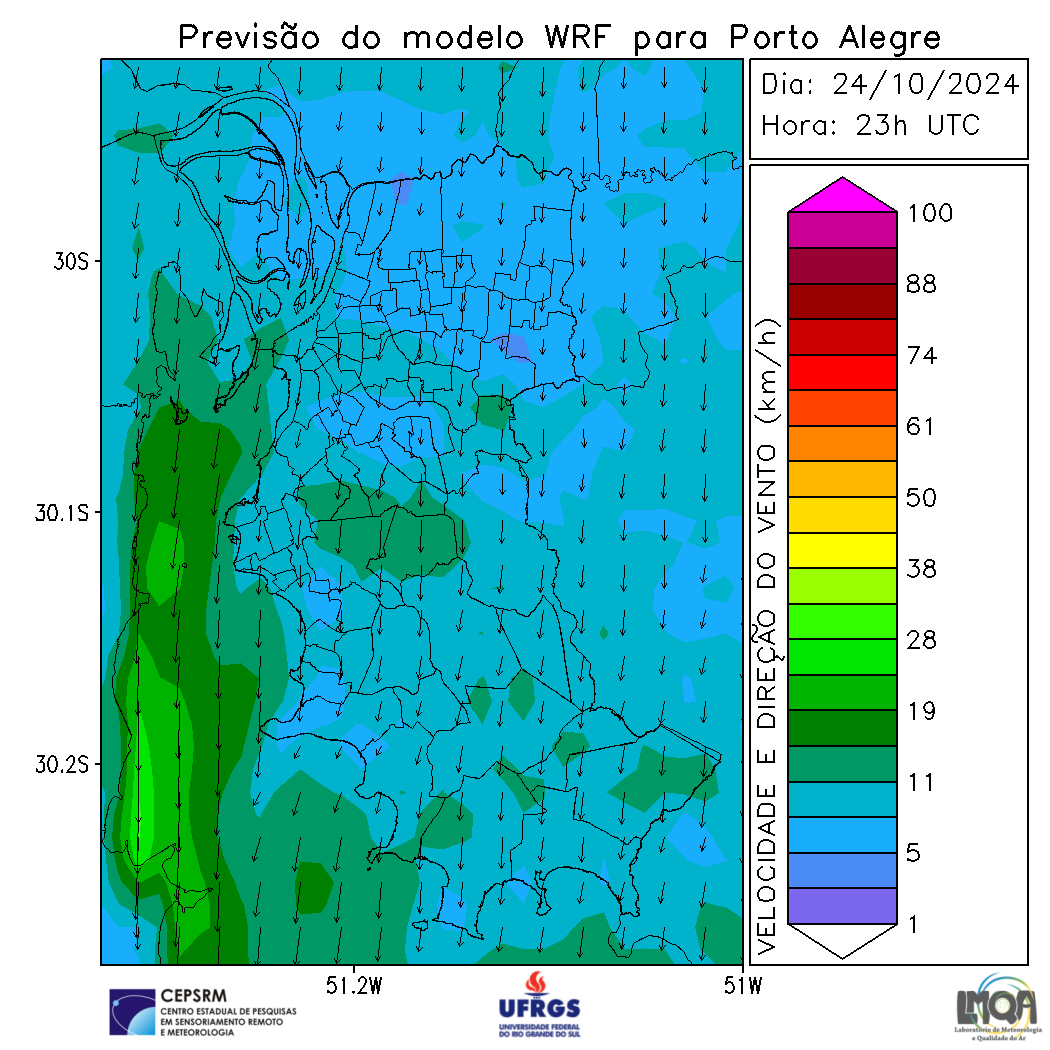 Previsão do modelo WRF para Porto Alegre
Dia: 24/10/2024
Hora: 23h UTC
30S
30.1S
30.2S
51.2W
51W
VELOCIDADE E DIREÇÃO DO VENTO (km/h)
100
88
74
61
50
38
28
19
11
5
1
CEPSRM
CENTRO ESTADUAL DE PESQUISAS
EM SENSORIAMENTO REMOTO
E METEOROLOGIA
UFRGS
UNIVERSIDADE FEDERAL
DO RIO GRANDE DO SUL
LMQA
Laboratório de Meteorologia
e Qualidade do Ar